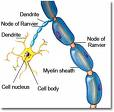 Dendrite
Node of Ranvier
Dendrite
Node of
Ranvier
Myelin sheath
Cell nucleus
Cell body